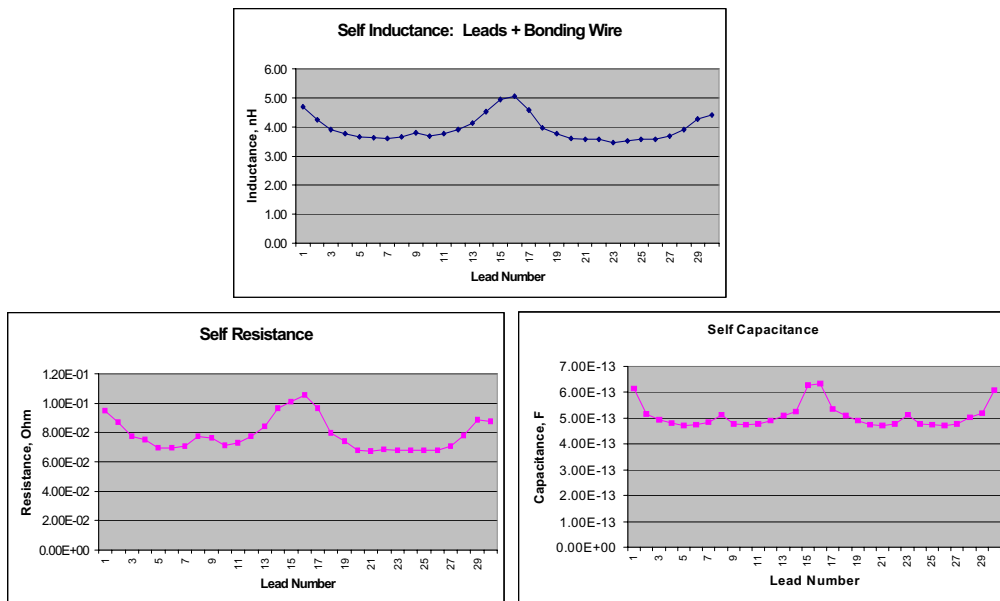 Self Inductance: Leads + Bonding Wire
6.00
5.00
4.00
3.00
2.00
1.00
0.00
Inductance, nH
1 3 5 7 9 11 13 15 17 19 21 23 25 27 29
Lead Number
Self Resistance
1.20E-01
1.00E-01
8.00E-02
6.00E-02
4.00E-02
2.00E-02
0.00E+00
Resistance, Ohm
1 3 5 7 9 11 13 15 17 19 21 23 25 27 29
Lead Number
Self Capacitance
7.00E-13
6.00E-13
5.00E-13
4.00E-13
3.00E-13
2.00E-13
1.00E-13
0.00E+00
Capacitance, F
1 3 5 7 9 11 13 15 17 19 21 23 25 27 29
Lead Number